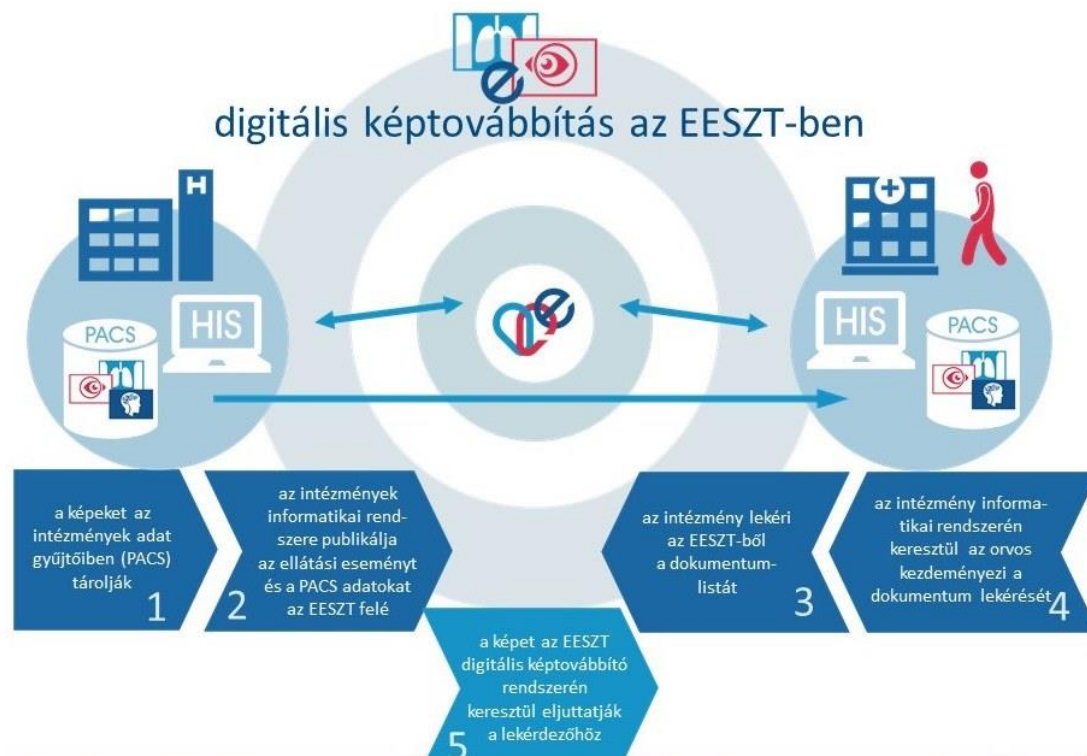 digitális képtovábbítás az EESZT-ben
H
HIS
PACS
HIS
PACS
a képeket az
intézmények adat
gyűjtőiben (PACS)
tárolják
1
az intézmények
informatikai rend-
szere publikálja
az ellátási eseményt
és a PACS adatokat
az EESZT felé
2
az intézmény lekéri
az EESZT-ből
a dokumentum-
listát
3
az intézmény informa-
tikai rendszerén
keresztül az orvos
kezdeményezi a
dokumentum lekérését
4
a képet az EESZT
digitális képtovábbító
rendszerén
keresztül eljuttatják
a lekérdezőhöz
5